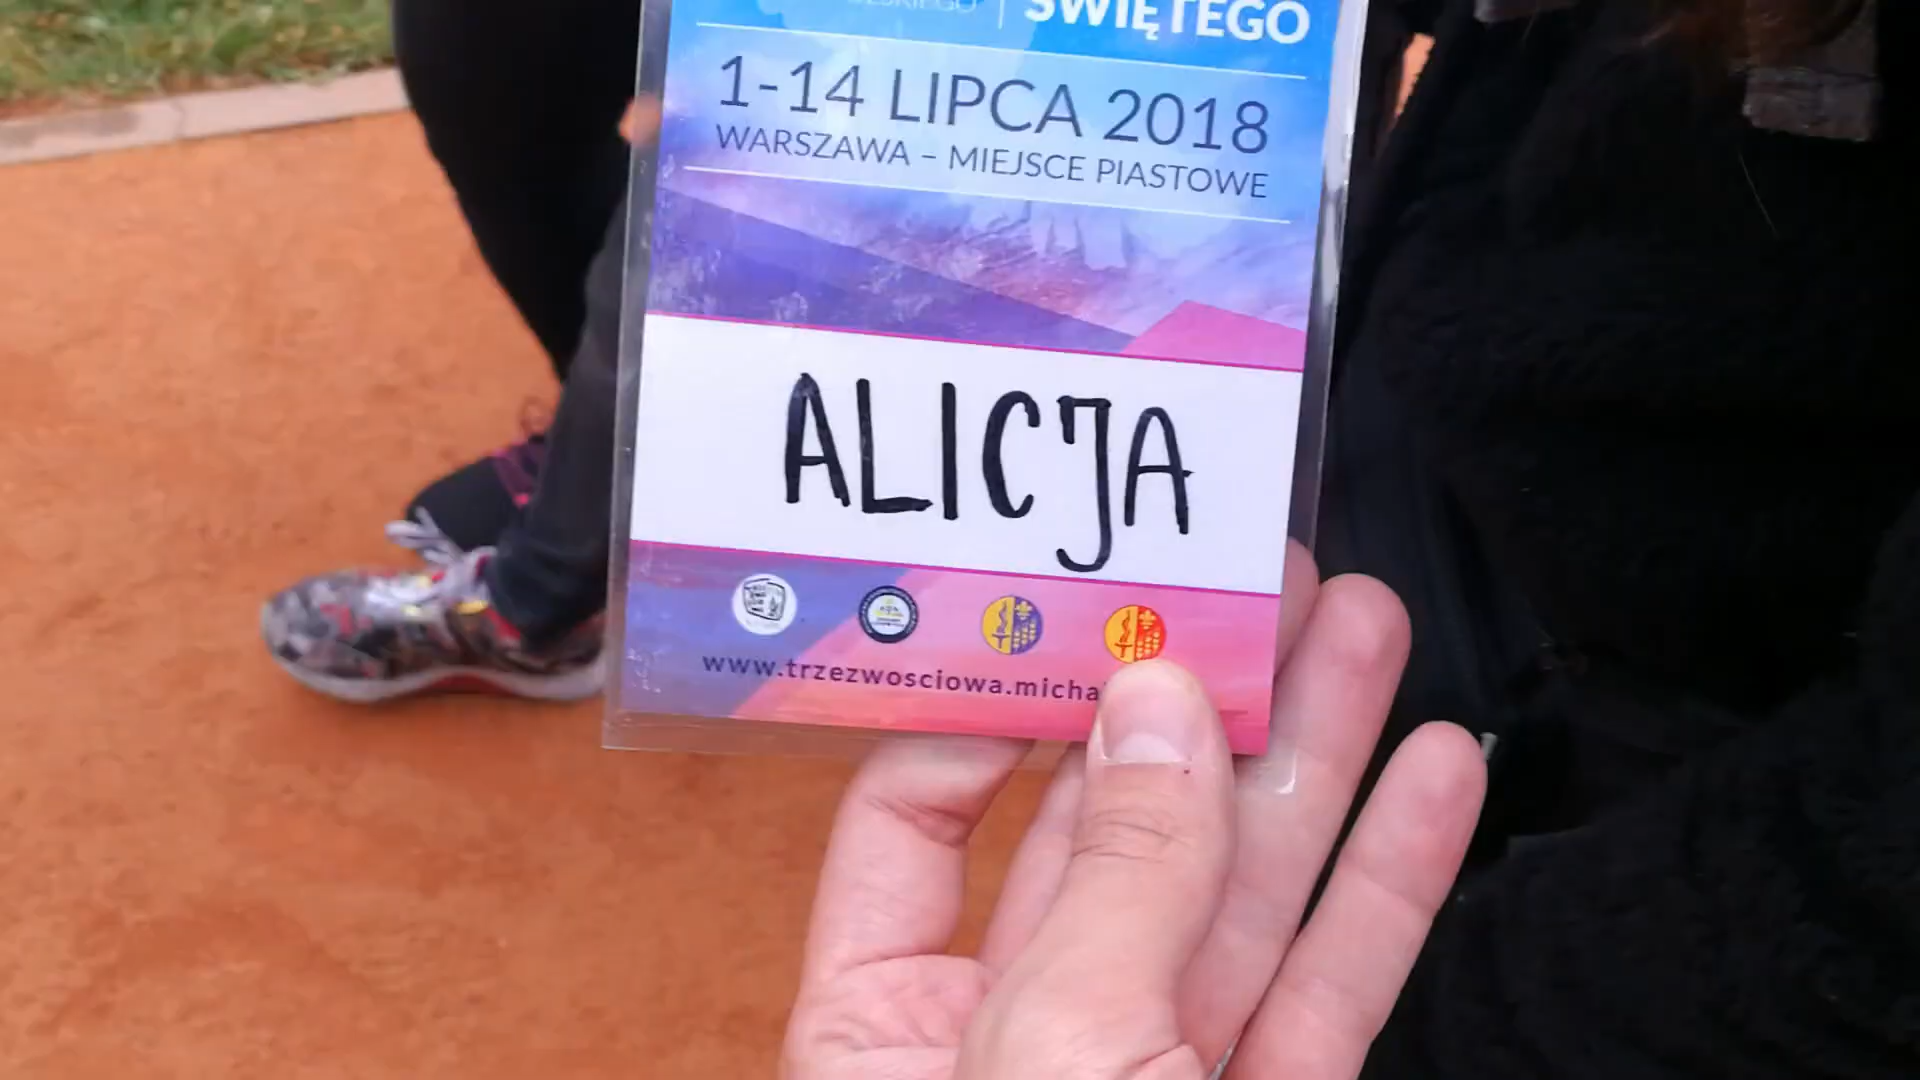 ŚWIĘTEGO
1-14 LIPCA 2018
WARSZAWA – MIEJSCE PIASTOWE
ALICJA
www.trzezwosciowa.micha